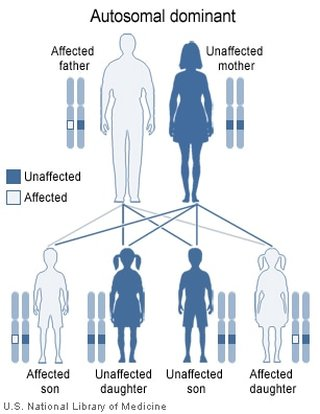 Autosomal dominant
Affected
father
Unaffected
mother
Unaffected
Affected
Affected
son
Unaffected
daughter
Unaffected
son
Affected
daughter
U.S. National Library of Medicine